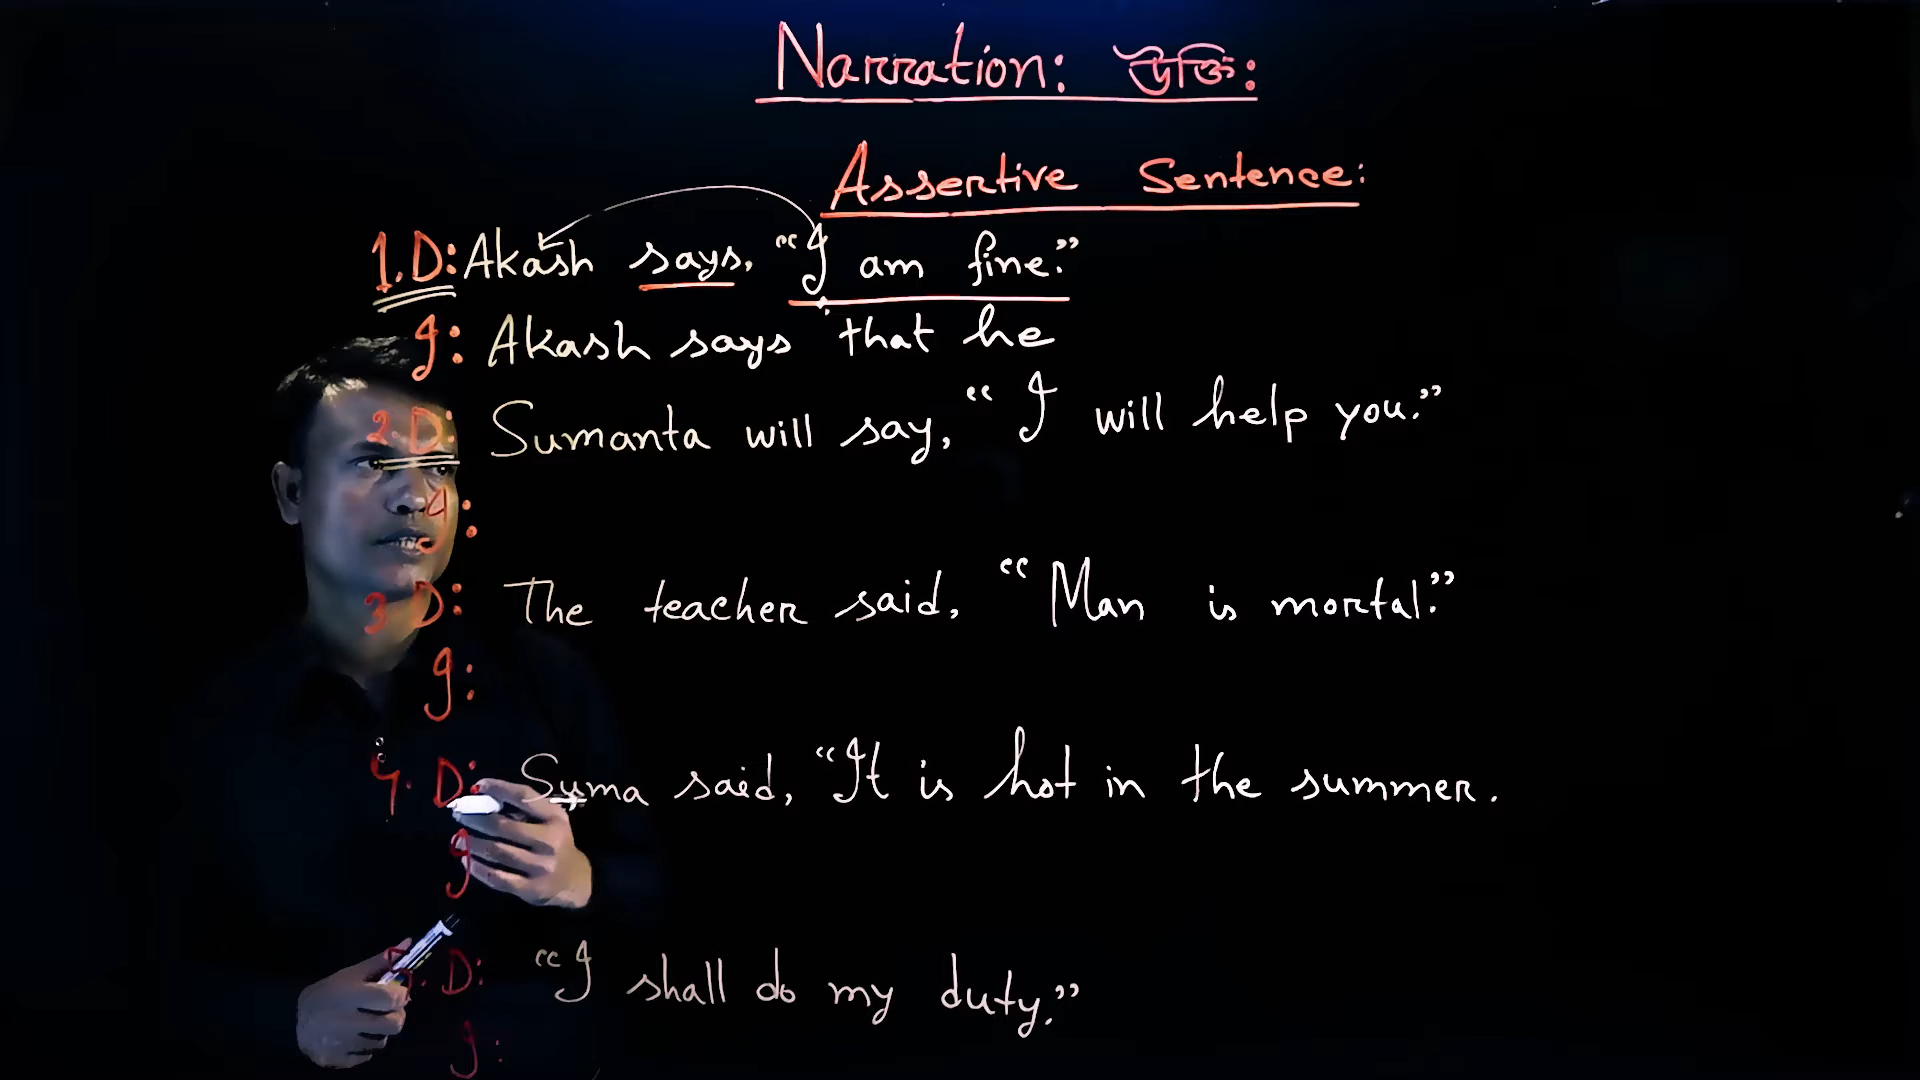 Narration: উক্তি:
Assertive Sentence:
1.D: Akash says, “I am fine.”
I: Akash says that he
2.D: Sumanta will say, “I will help you.”
I:
3 D: The teacher said, “Man is mortal.”
I:
4. D: Suma said, “It is hot in the summer.
I
5. D: “I shall do my duty.”
I: